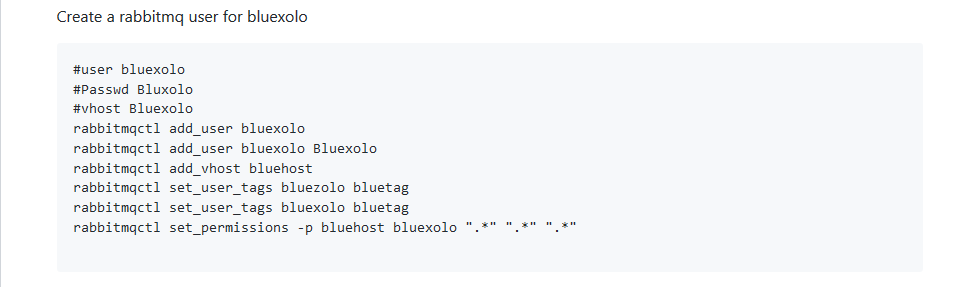 Create a rabbitmq user for bluexolo
#user bluexolo
#Passwd Bluxolo
#vhost Bluexolo
rabbitmqctl add_user bluexolo
rabbitmqctl add_user bluexolo Bluexolo
rabbitmqctl add_vhost bluehost
rabbitmqctl set_user_tags bluezolo bluetag
rabbitmqctl set_user_tags bluexolo bluetag
rabbitmqctl set_permissions -p bluehost bluexolo ".*" ".*" ".*"